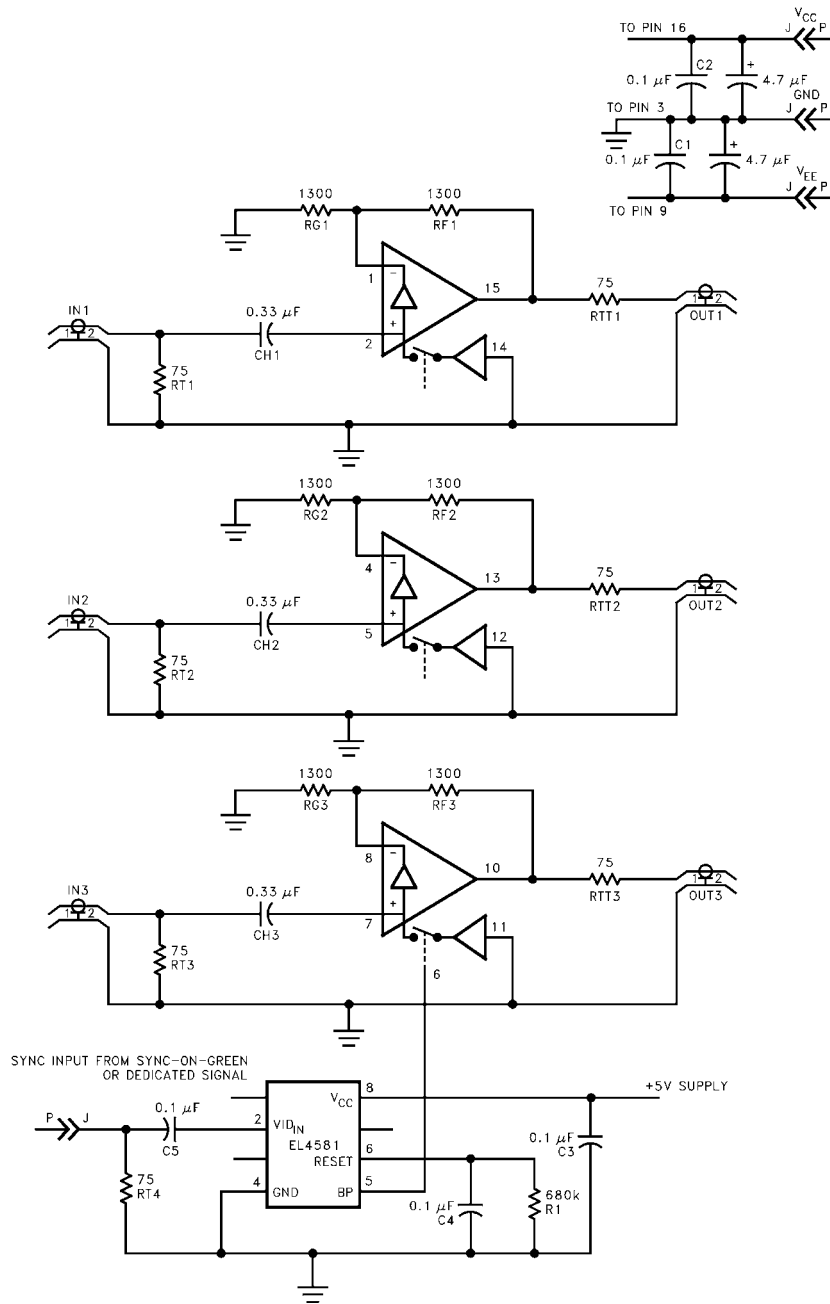 V_CC
TO PIN 16
J P
C2
0.1 µF
+
4.7 µF
GND
TO PIN 3
J P
C1
0.1 µF
+
4.7 µF
V_EE
J P
TO PIN 9
1300
RG1
1300
RF1
1
−
15
75
RTT1
1 2
OUT1
IN1
1 2
0.33 µF
CH1
+
2
14
75
RT1
1300
RG2
1300
RF2
4
−
13
75
RTT2
1 2
OUT2
IN2
1 2
0.33 µF
CH2
+
5
12
75
RT2
1300
RG3
1300
RF3
8
−
10
75
RTT3
1 2
OUT3
IN3
1 2
0.33 µF
CH3
+
7
11
75
RT3
6
SYNC INPUT FROM SYNC-ON-GREEN
OR DEDICATED SIGNAL
P J
0.1 µF
C5
2
VID_IN
V_CC
8
+5V SUPPLY
EL4581
RESET
6
4
GND
BP
5
75
RT4
0.1 µF
C4
680k
R1
0.1 µF
C3